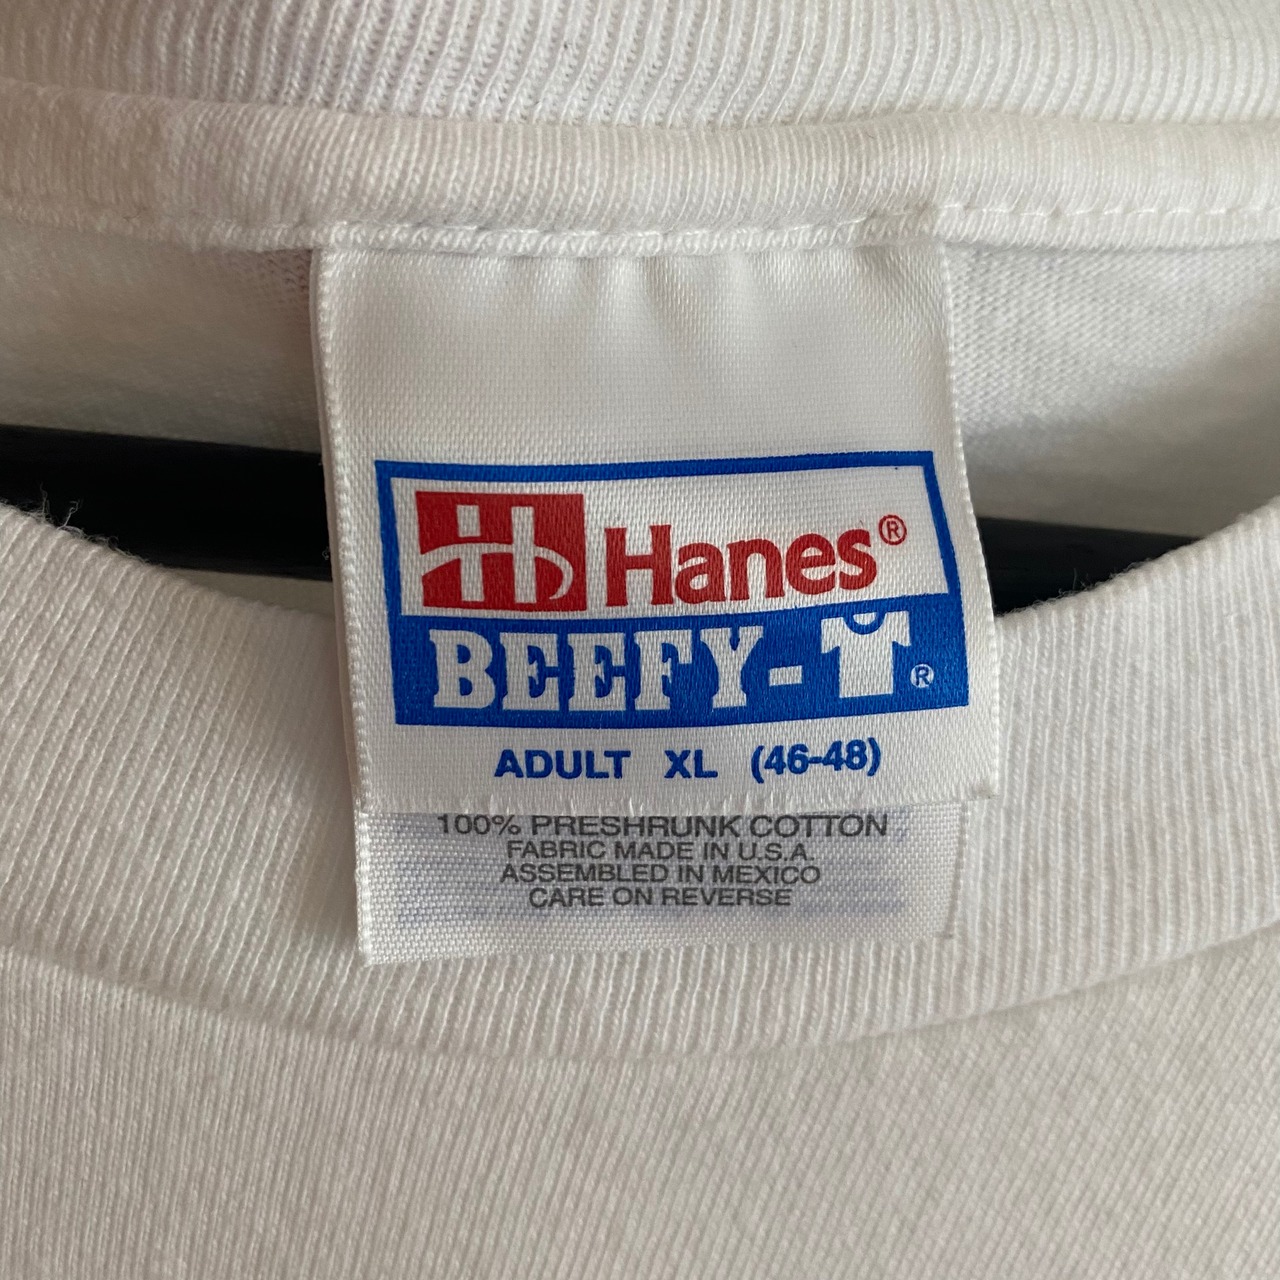 H Hanes®
BEEFY-T®
ADULT XL (46-48)
100% PRESHRUNK COTTON
FABRIC MADE IN U.S.A.
ASSEMBLED IN MEXICO
CARE ON REVERSE